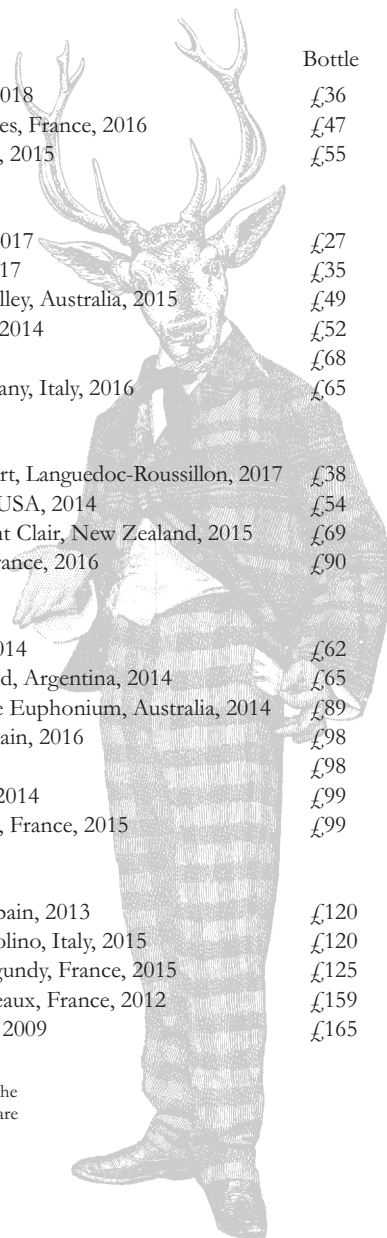 Bottle
018 £36
es, France, 2016 £47
, 2015 £55
017 £27
17 £35
lley, Australia, 2015 £49
2014 £52
£68
any, Italy, 2016 £65
rt, Languedoc-Roussillon, 2017 £38
USA, 2014 £54
nt Clair, New Zealand, 2015 £69
rance, 2016 £90
014 £62
d, Argentina, 2014 £65
e Euphonium, Australia, 2014 £89
ain, 2016 £98
£98
2014 £99
, France, 2015 £99
pain, 2013 £120
olino, Italy, 2015 £120
gundy, France, 2015 £125
eaux, France, 2012 £159
2009 £165
he
are